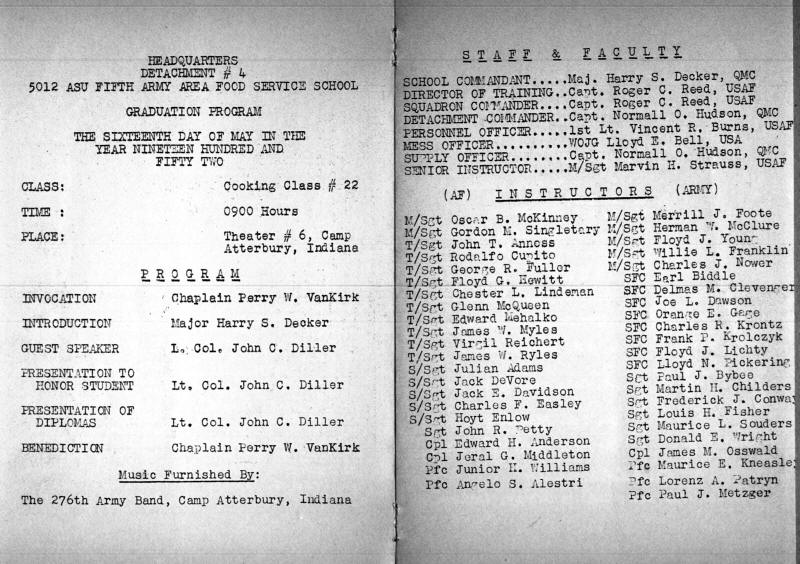 HEADQUARTERS
DETACHMENT # 4
5012 ASU FIFTH ARMY AREA FOOD SERVICE SCHOOL
GRADUATION PROGRAM
THE SIXTEENTH DAY OF MAY IN THE
YEAR NINETEEN HUNDRED AND
FIFTY TWO
CLASS: Cooking Class # 22
TIME : 0900 Hours
PLACE: Theater # 6, Camp
Atterbury, Indiana
P R O G R A M
INVOCATION Chaplain Perry W. VanKirk
INTRODUCTION Major Harry S. Decker
GUEST SPEAKER Col. John C. Diller
PRESENTATION TO
HONOR STUDENT Lt. Col. John C. Diller
PRESENTATION OF
DIPLOMAS Lt. Col. John C. Diller
BENEDICTION Chaplain Perry W. VanKirk
Music Furnished By:
The 276th Army Band, Camp Atterbury, Indiana
S T A F F & F A C U L T Y
SCHOOL COMMANDANT.....Maj. Harry S. Decker, QMC
DIRECTOR OF TRAINING..Capt. Roger C. Reed, USAF
SQUADRON COMMANDER....Capt. Roger C. Reed, USAF
DETACHMENT COMMANDER..Capt. Normall O. Hudson, QMC
PERSONNEL OFFICER.....1st Lt. Vincent R. Burns, USAF
MESS OFFICER..........WOJG Lloyd E. Bell, USA
SUPPLY OFFICER........Capt. Normall O. Hudson, QMC
SENIOR INSTRUCTOR.....M/Sgt Marvin H. Strauss, USAF
(AF) I N S T R U C T O R S (ARMY)
M/Sgt Oscar B. McKinney
M/Sgt Gordon M. Singletary
T/Sgt John T. Anness
T/Sgt Rodalfo Cupito
T/Sgt George R. Fuller
T/Sgt Floyd G. Hewitt
T/Sgt Chester L. Lindeman
T/Sgt Glenn McQueen
T/Sgt Edward Mehalko
T/Sgt James W. Myles
T/Sgt Virgil Reichert
T/Sgt James W. Ryles
S/Sgt Julian Adams
S/Sgt Jack DeVore
S/Sgt Jack E. Davidson
S/Sgt Charles F. Easley
S/Sgt Hoyt Enlow
Sgt John R. Petty
Cpl Edward H. Anderson
Cpl Jeral G. Middleton
Pfc Junior H. Williams
Pfc Angelo S. Alestri
M/Sgt Merrill J. Foote
M/Sgt Herman W. McClure
M/Sgt Floyd J. Young
M/Sgt Willie L. Franklin
M/Sgt Charles J. Nower
SFC Earl Biddle
SFC Delmas M. Clevenger
SFC Joe L. Dawson
SFC Orange E. Gage
SFC Charles R. Krontz
SFC Frank P. Krolczyk
SFC Floyd J. Lichty
SFC Lloyd N. Pickering
Sgt Paul J. Bybee
Sgt Martin H. Childers
Sgt Frederick J. Conway
Sgt Louis H. Fisher
Sgt Maurice L. Souders
Sgt Donald E. Wright
Cpl James M. Osswald
Pfc Maurice E. Kneasley
Pfc Lorenz A. Patryn
Pfc Paul J. Metzger